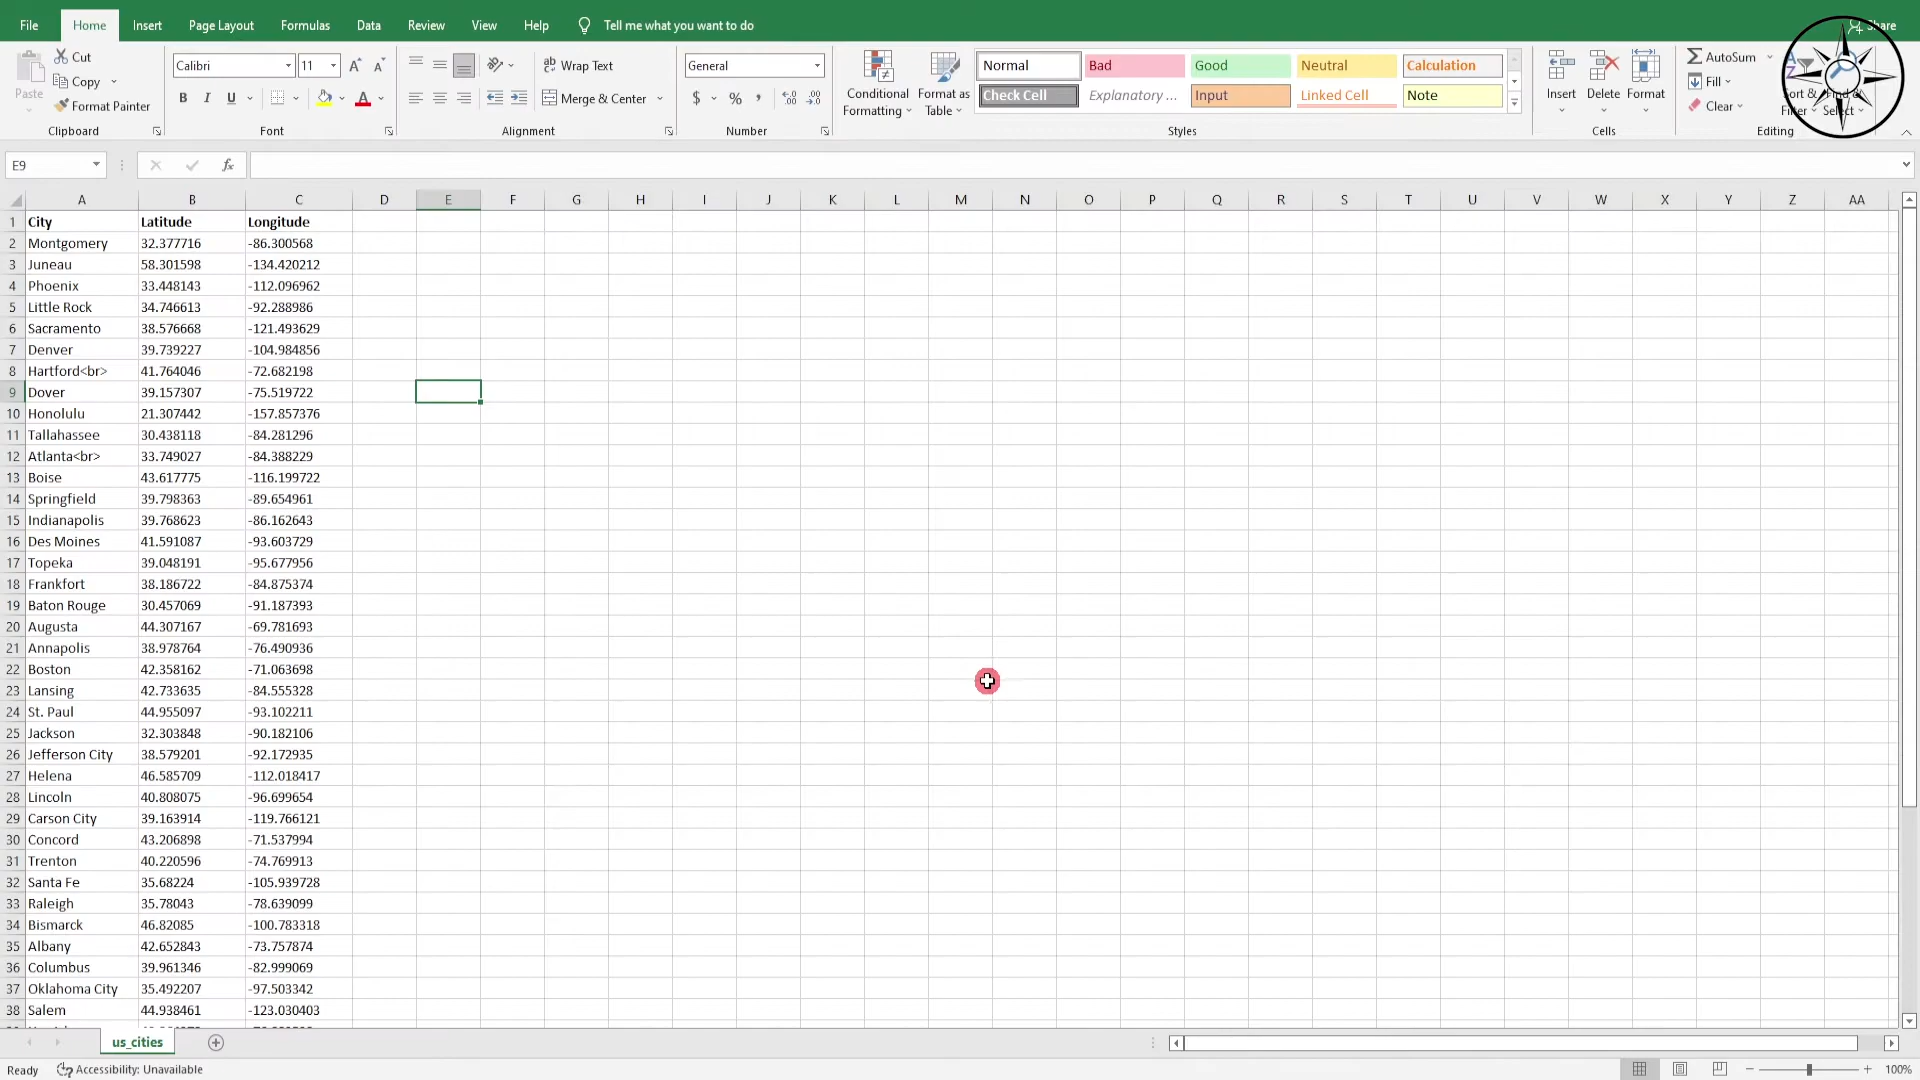 File Home Insert Page Layout Formulas Data Review View Help Tell me what you want to do Share
Paste Cut Copy Format Painter Clipboard
Calibri 11 A A B I U A Font
ab Wrap Text Merge & Center Alignment
General $ % , .00 Number
Conditional Formatting Format as Table
Normal Bad Good Neutral Calculation
Check Cell Explanatory ... Input Linked Cell Note
Styles
Insert Delete Format Cells
AutoSum Fill Clear Sort & Filter Select Editing
E9 fx
A B C D E F G H I J K L M N O P Q R S T U V W X Y Z AA
1 City Latitude Longitude
2 Montgomery 32.377716 -86.300568
3 Juneau 58.301598 -134.420212
4 Phoenix 33.448143 -112.096962
5 Little Rock 34.746613 -92.288986
6 Sacramento 38.576668 -121.493629
7 Denver 39.739227 -104.984856
8 Hartford<br> 41.764046 -72.682198
9 Dover 39.157307 -75.519722
10 Honolulu 21.307442 -157.857376
11 Tallahassee 30.438118 -84.281296
12 Atlanta<br> 33.749027 -84.388229
13 Boise 43.617775 -116.199722
14 Springfield 39.798363 -89.654961
15 Indianapolis 39.768623 -86.162643
16 Des Moines 41.591087 -93.603729
17 Topeka 39.048191 -95.677956
18 Frankfort 38.186722 -84.875374
19 Baton Rouge 30.457069 -91.187393
20 Augusta 44.307167 -69.781693
21 Annapolis 38.978764 -76.490936
22 Boston 42.358162 -71.063698
23 Lansing 42.733635 -84.555328
24 St. Paul 44.955097 -93.102211
25 Jackson 32.303848 -90.182106
26 Jefferson City 38.579201 -92.172935
27 Helena 46.585709 -112.018417
28 Lincoln 40.808075 -96.699654
29 Carson City 39.163914 -119.766121
30 Concord 43.206898 -71.537994
31 Trenton 40.220596 -74.769913
32 Santa Fe 35.68224 -105.939728
33 Raleigh 35.78043 -78.639099
34 Bismarck 46.82085 -100.783318
35 Albany 42.652843 -73.757874
36 Columbus 39.961346 -82.999069
37 Oklahoma City 35.492207 -97.503342
38 Salem 44.938461 -123.030403
us_cities
Ready Accessibility: Unavailable 100%